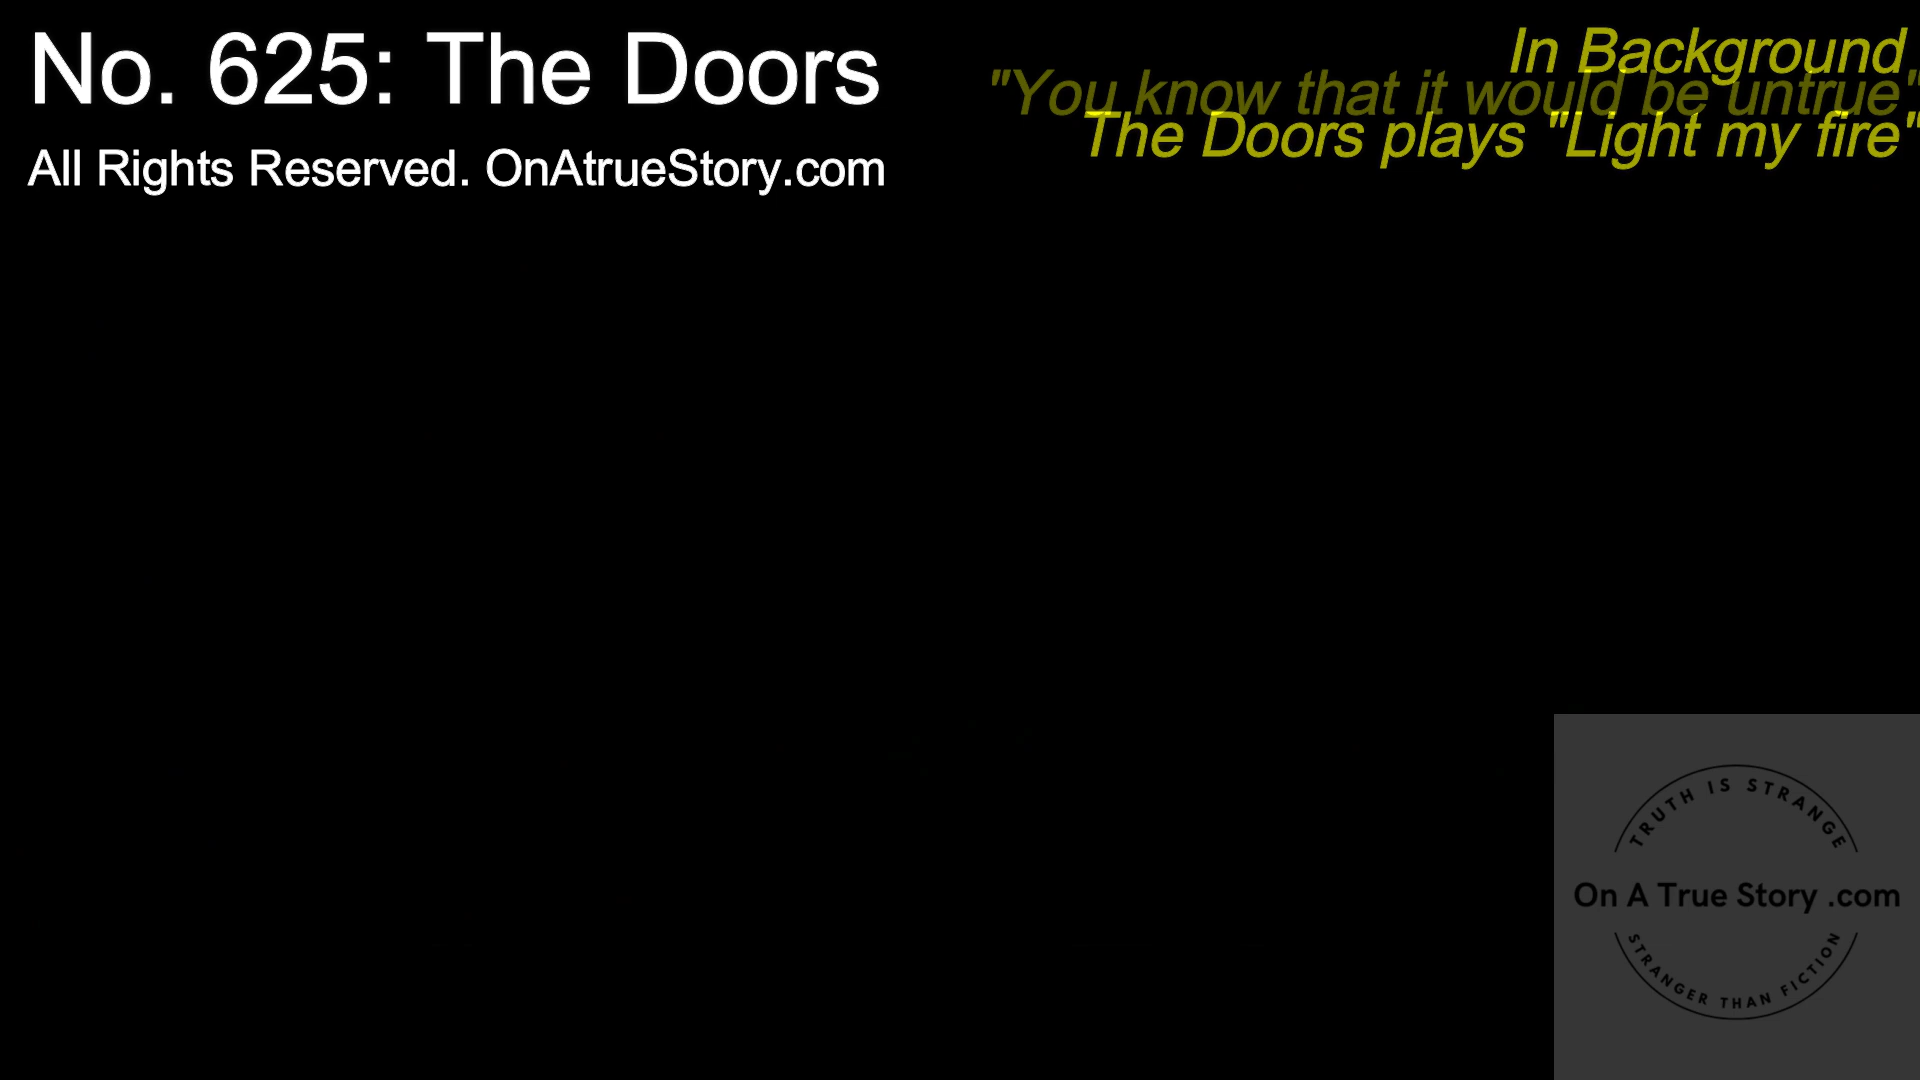 No. 625: The Doors
All Rights Reserved. OnAtrueStory.com
In Background
"You know that it would be untrue"
The Doors plays "Light my fire"
TRUTH IS STRANGE
On A True Story .com
STRANGER THAN FICTION